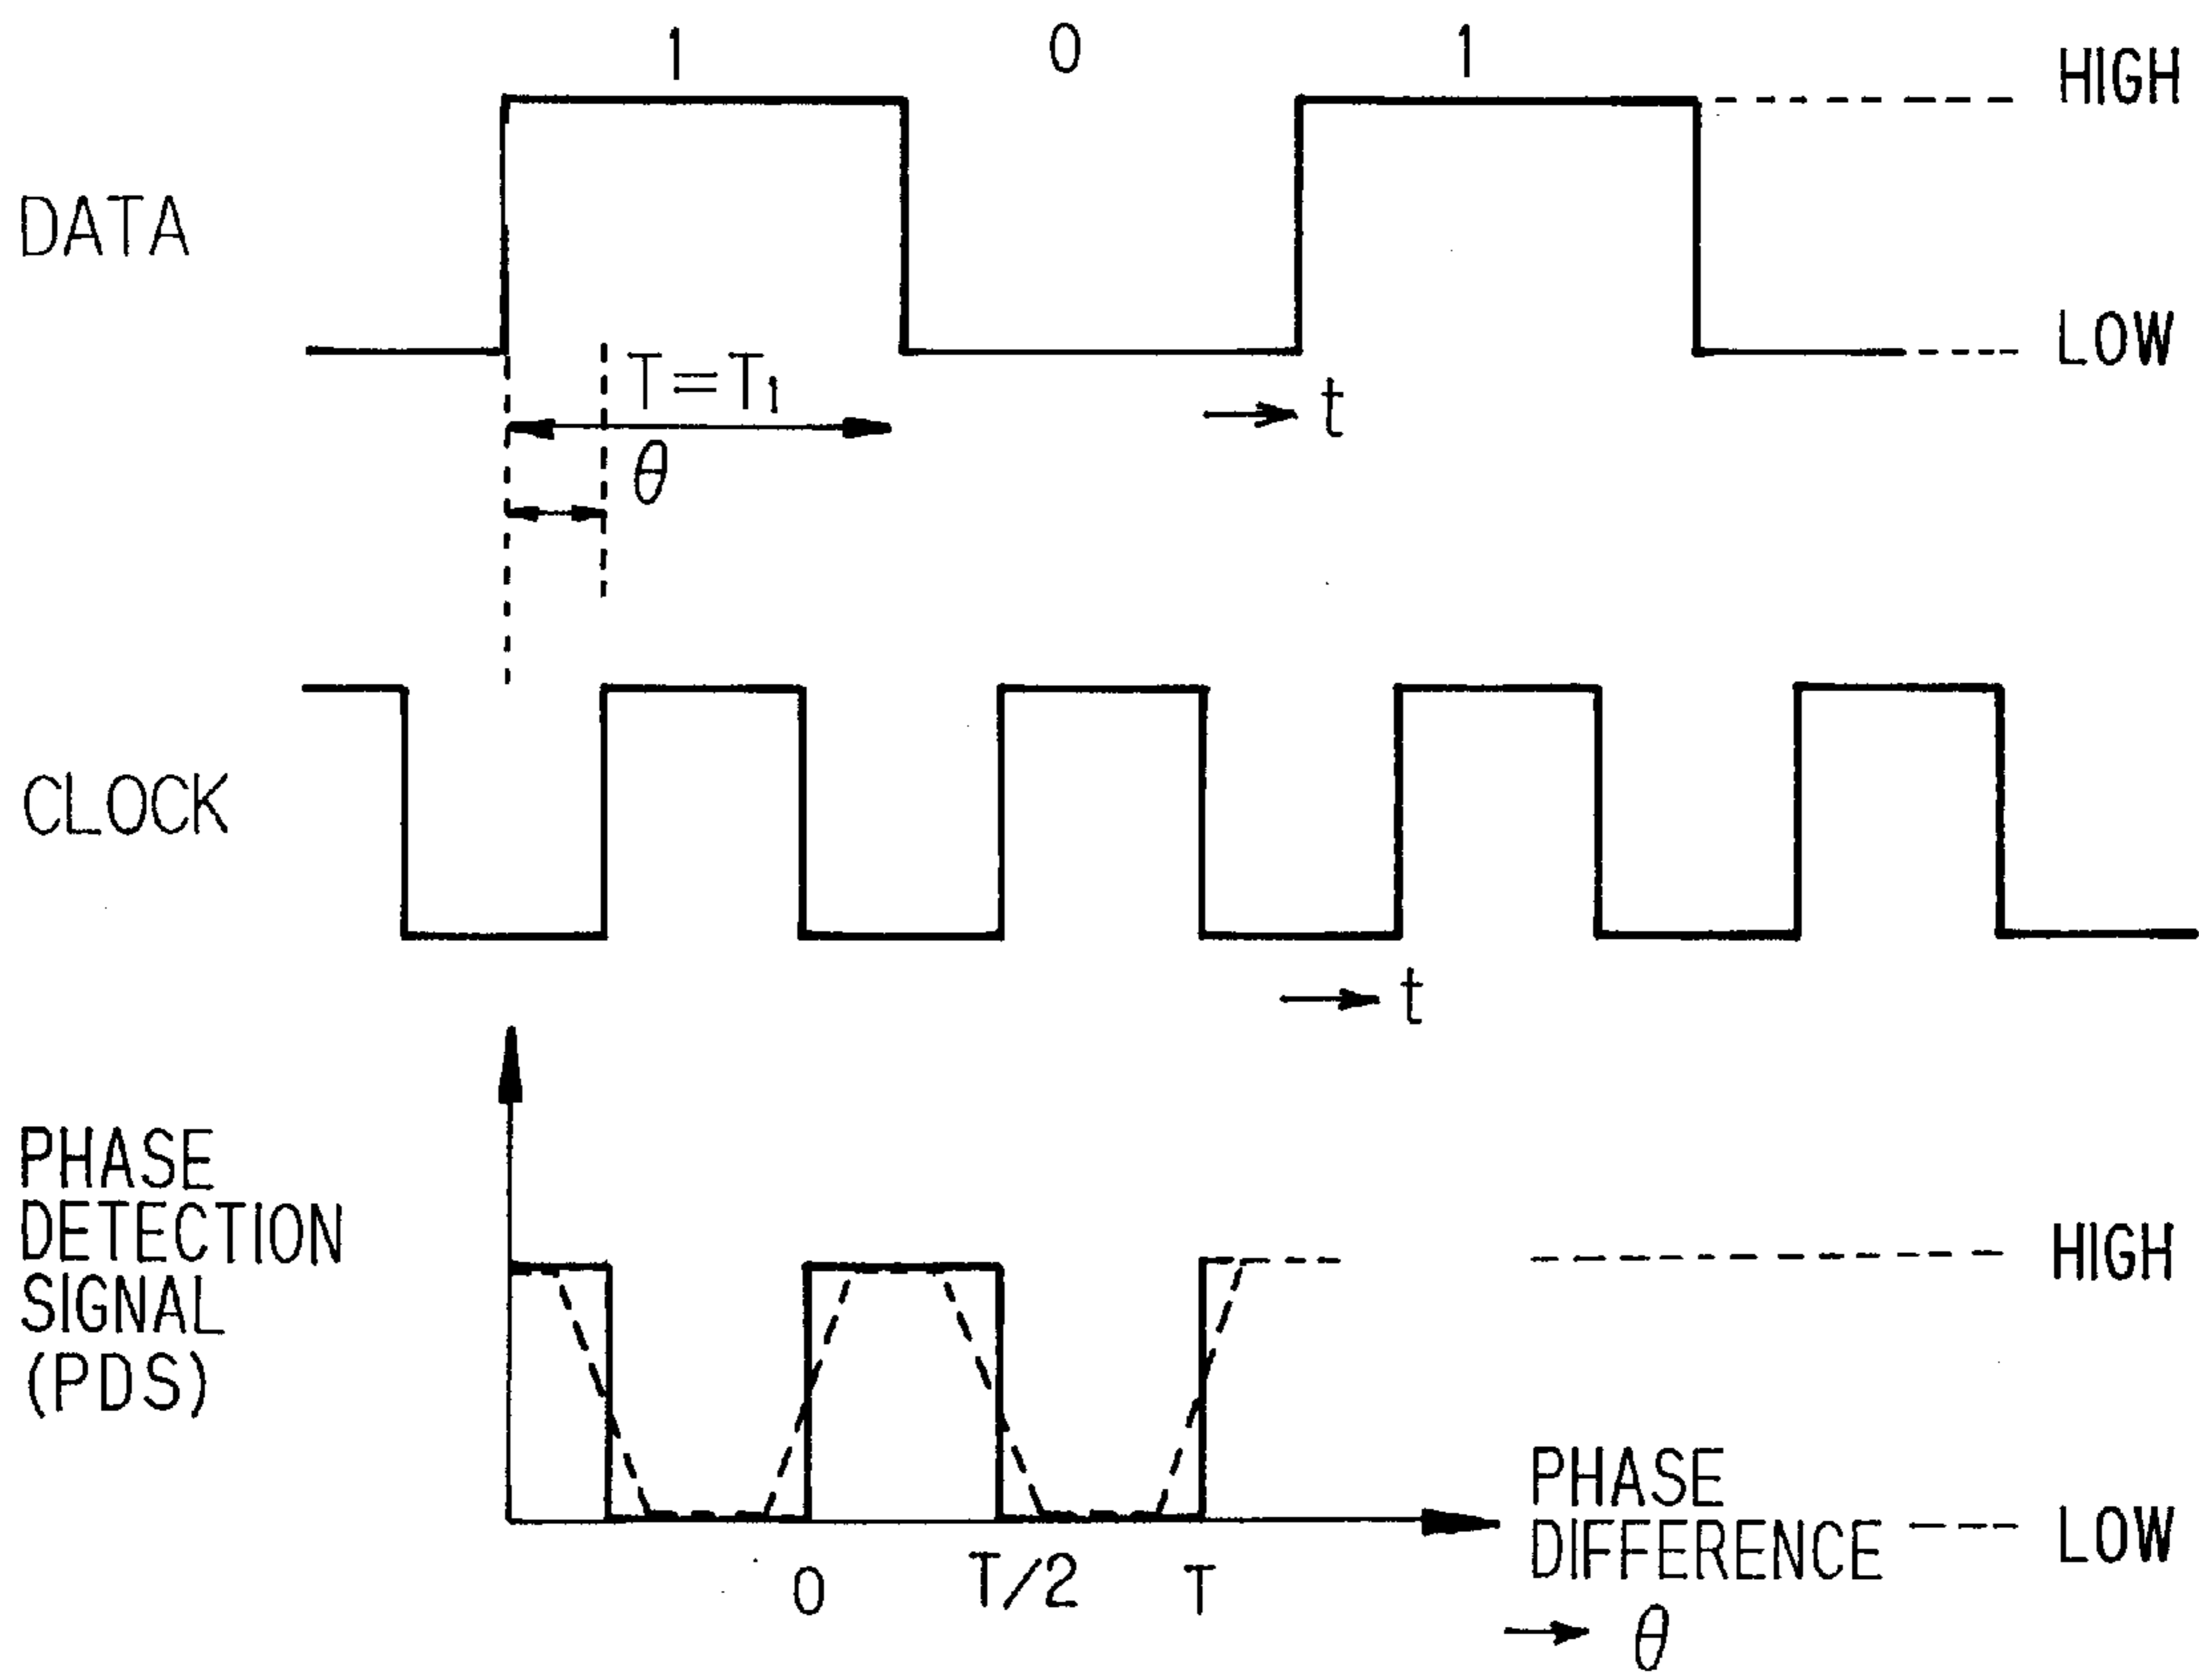 1 0 1
HIGH
DATA
LOW
T=T₁
t
θ
CLOCK
t
PHASE
DETECTION
SIGNAL
(PDS)
HIGH
PHASE
DIFFERENCE
LOW
0 T/2 T
θ